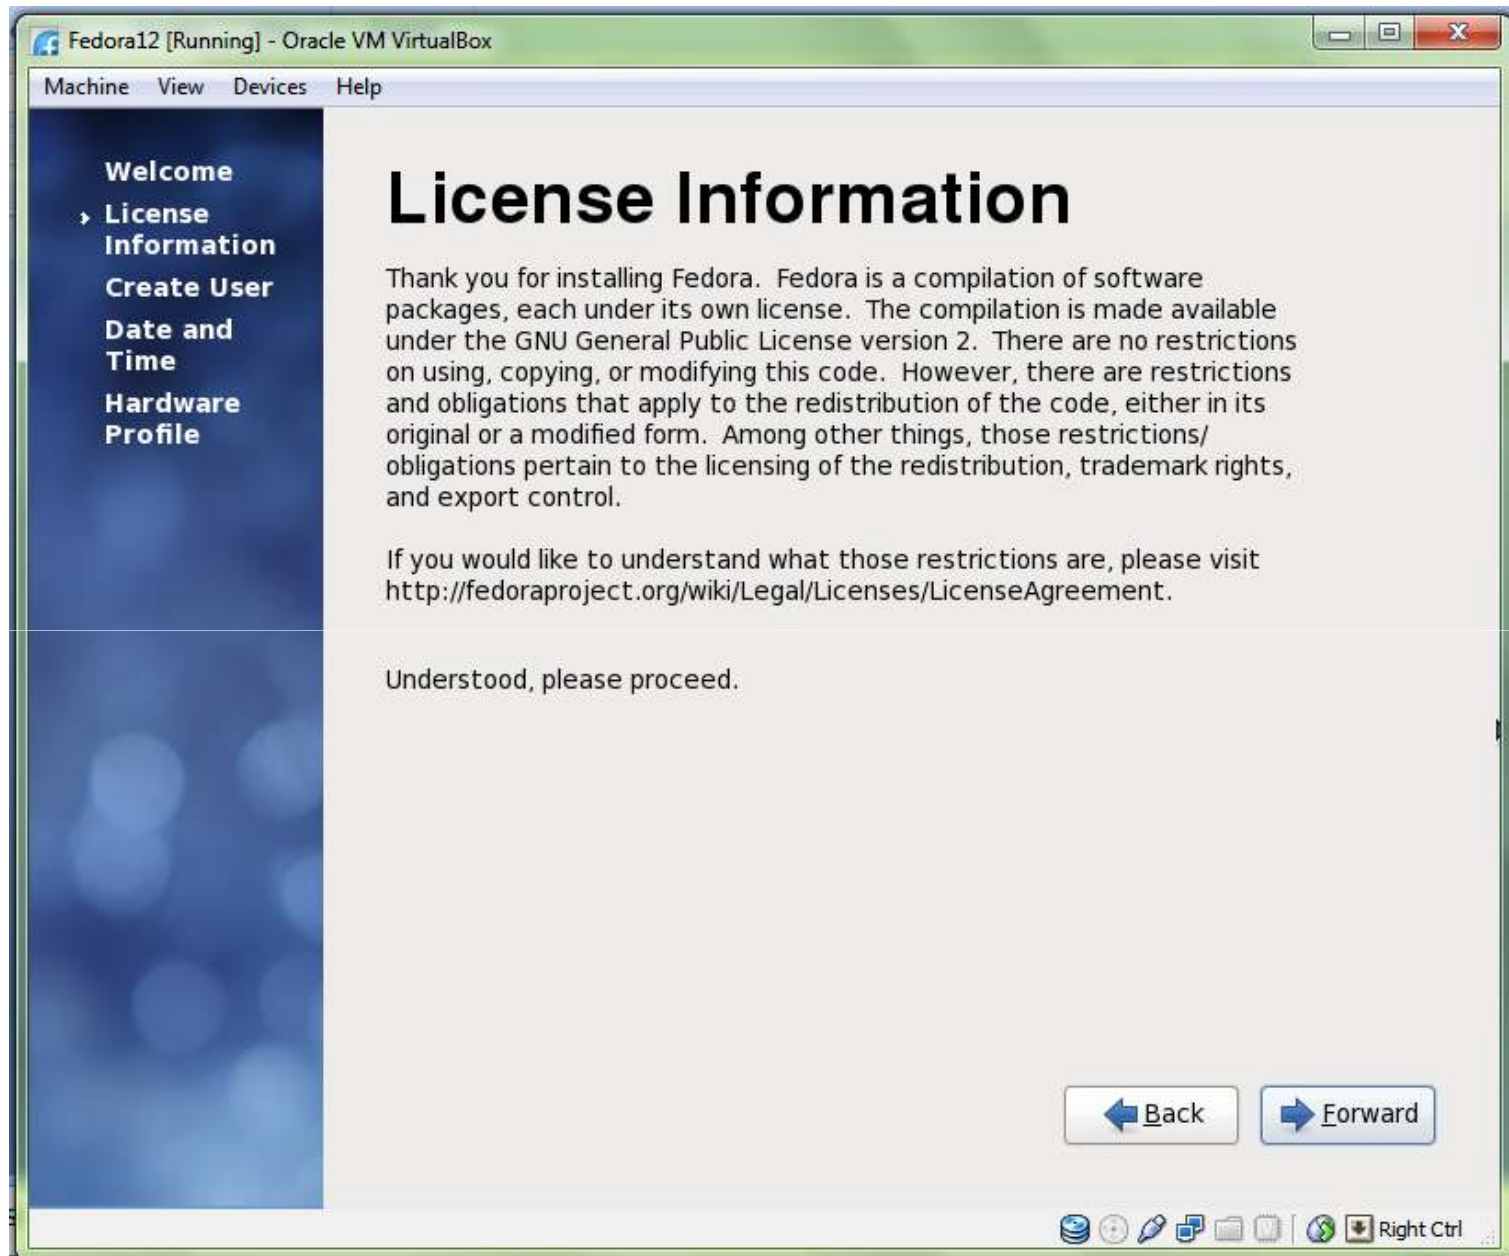 Fedora12 [Running] - Oracle VM VirtualBox
Machine View Devices Help
Welcome
License
Information
Create User
Date and
Time
Hardware
Profile
License Information
Thank you for installing Fedora.  Fedora is a compilation of software
packages, each under its own license.  The compilation is made available
under the GNU General Public License version 2.  There are no restrictions
on using, copying, or modifying this code.  However, there are restrictions
and obligations that apply to the redistribution of the code, either in its
original or a modified form.  Among other things, those restrictions/
obligations pertain to the licensing of the redistribution, trademark rights,
and export control.
If you would like to understand what those restrictions are, please visit
http://fedoraproject.org/wiki/Legal/Licenses/LicenseAgreement.
Understood, please proceed.
Back Forward
Right Ctrl